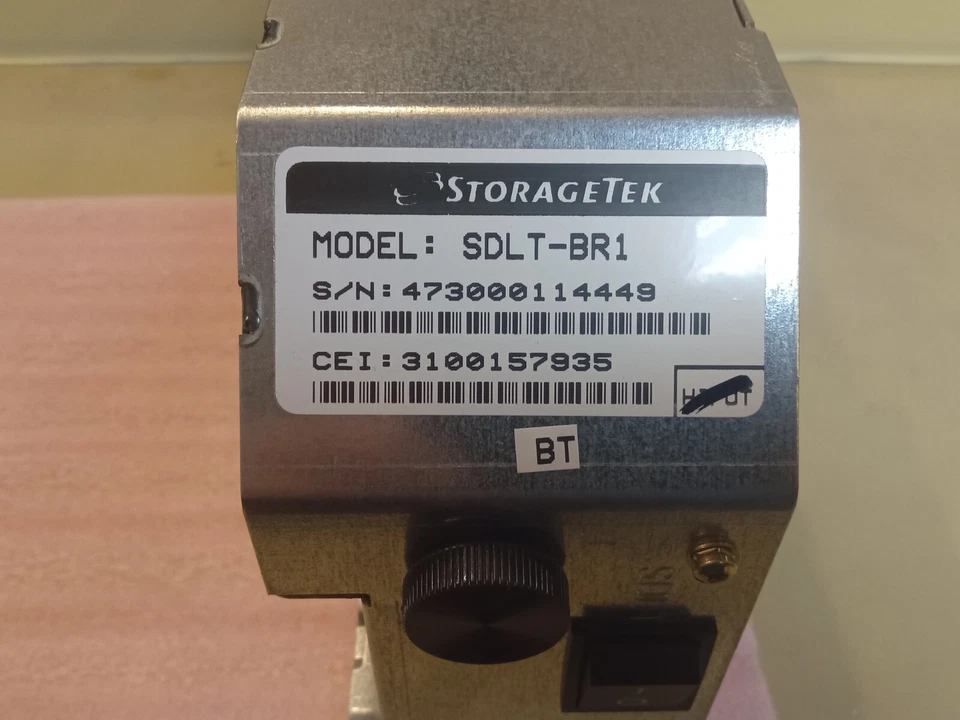 STORAGETEK
MODEL: SDLT-BR1
S/N:473000114449
CEI:3100157935
BT